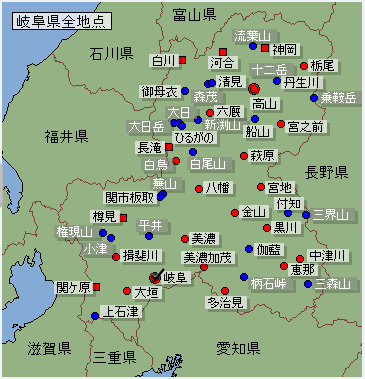 岐阜県全地点
富山県
石川県
流葉山
神岡
河合
白川
栃尾
十二岳
清見
丹生川
御母衣
森茂
乗鞍岳
高山
大日
六厩
福井県
大日岳
新渕山
船山
宮之前
ひるがの
長滝
白鳥
白尾山
萩原
長野県
蕪山
八幡
宮地
関市板取
付知
樽見
金山
三界山
権現山
平井
黒川
小津
美濃
伽藍
揖斐川
美濃加茂
中津川
恵那
岐阜
関ケ原
大垣
多治見
柄石峠
三森山
上石津
滋賀県
三重県
愛知県